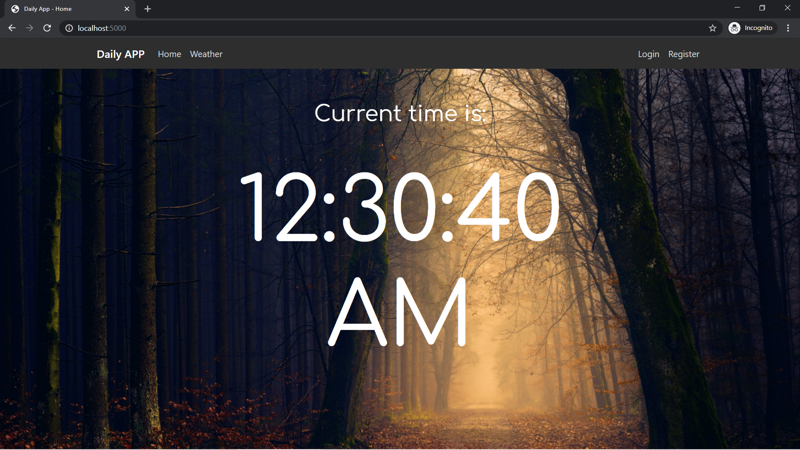 Daily App - Home
localhost:5000
Incognito
Daily APP Home Weather Login Register
Current time is:
12:30:40
AM